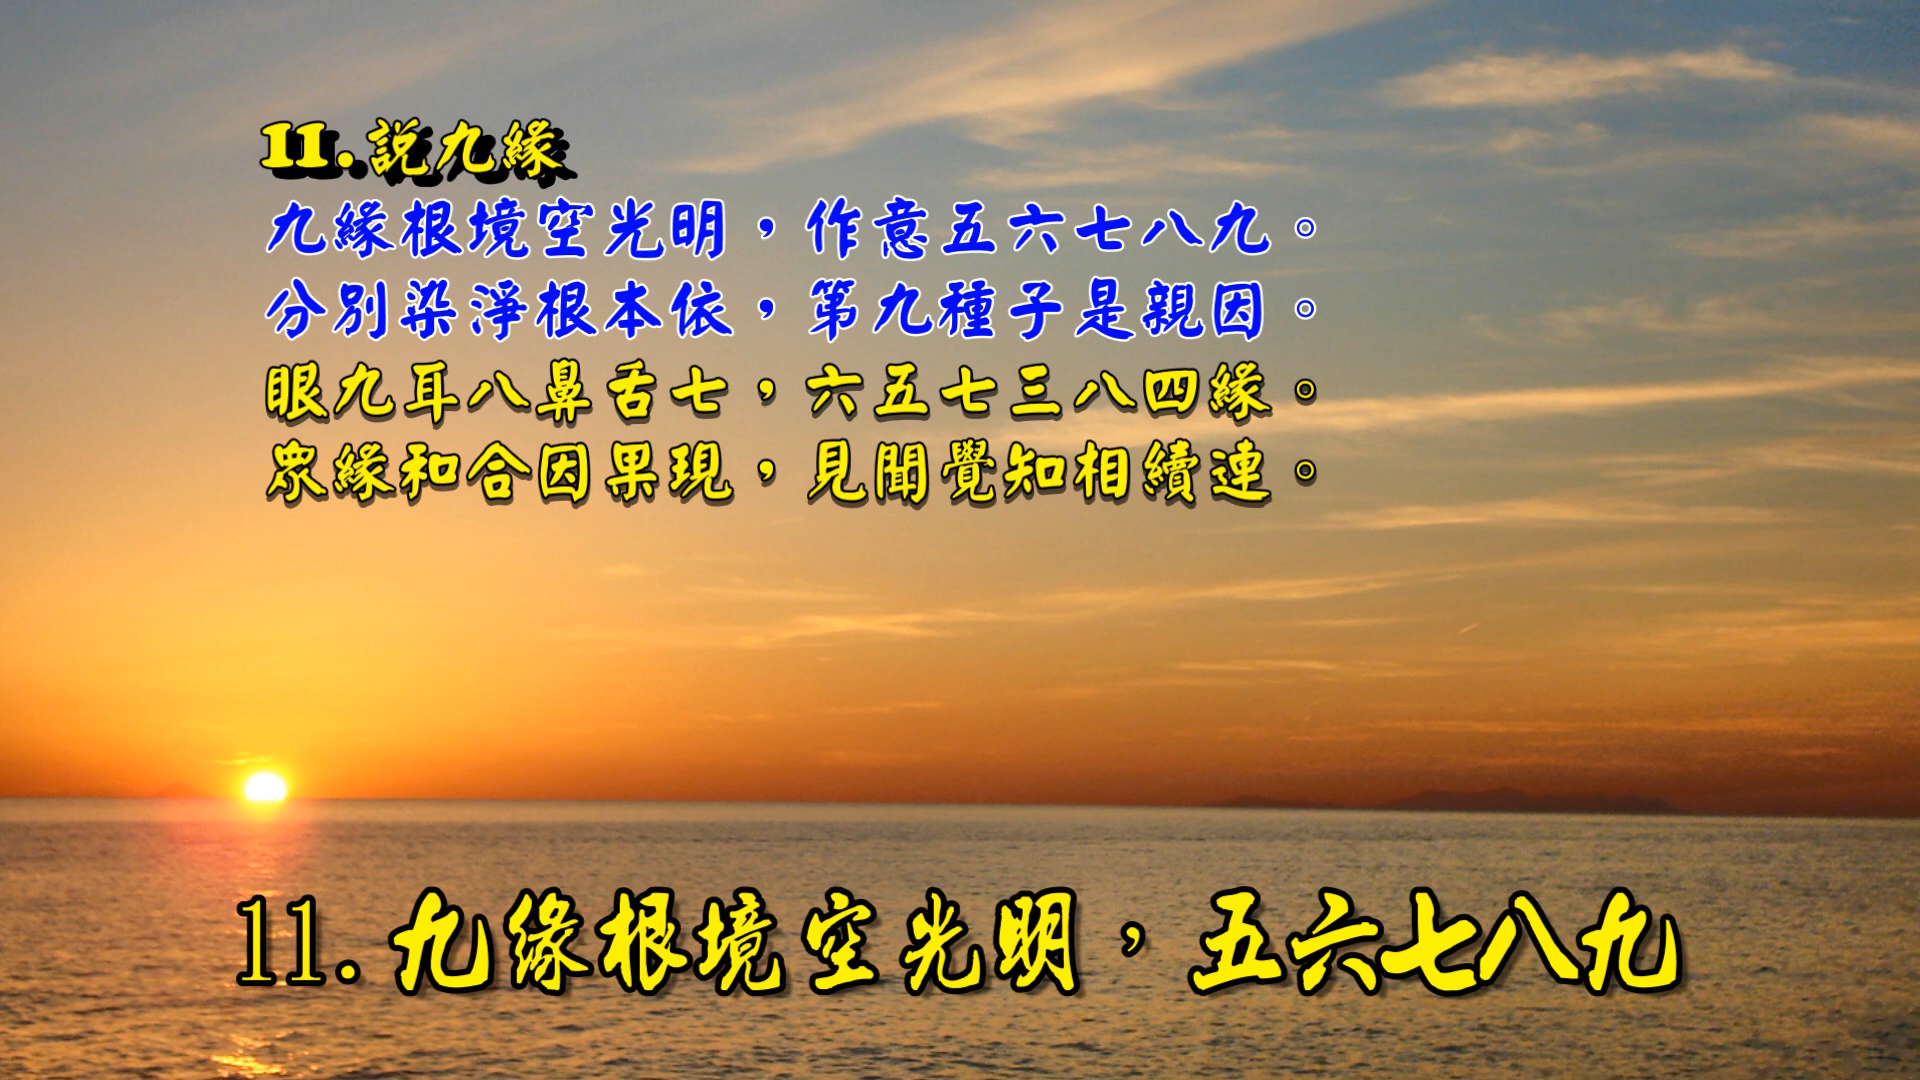 11.說九緣
九緣根境空光明，作意五六七八九。
分別染淨根本依，第九種子是親因。
眼九耳八鼻舌七，六五七三八四緣。
眾緣和合因果現，見聞覺知相續連。
11.九緣根境空光明，五六七八九